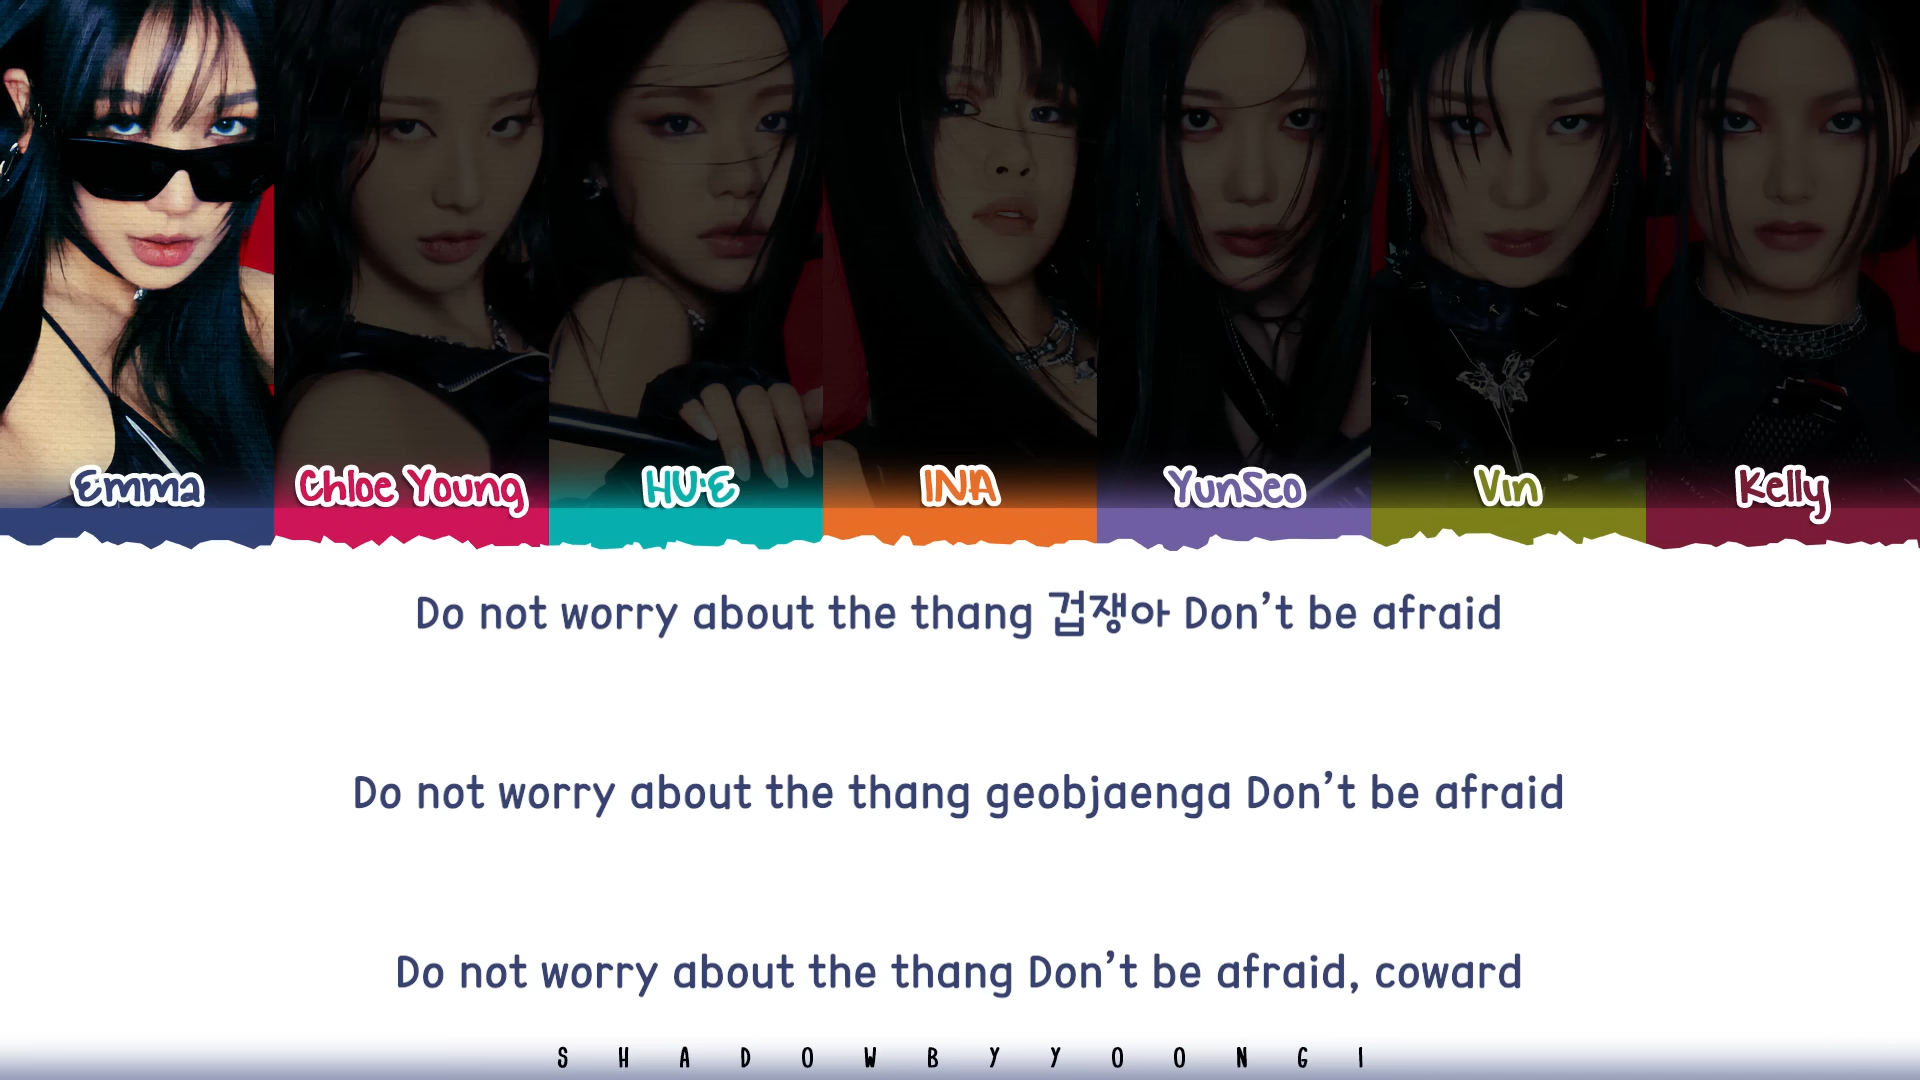 Emma Chloe Young HU'E INA YunSeo Vin Kelly
Do not worry about the thang 겁쟁아 Don't be afraid
Do not worry about the thang geobjaenga Don't be afraid
Do not worry about the thang Don't be afraid, coward
SHADOWBYYOONGI